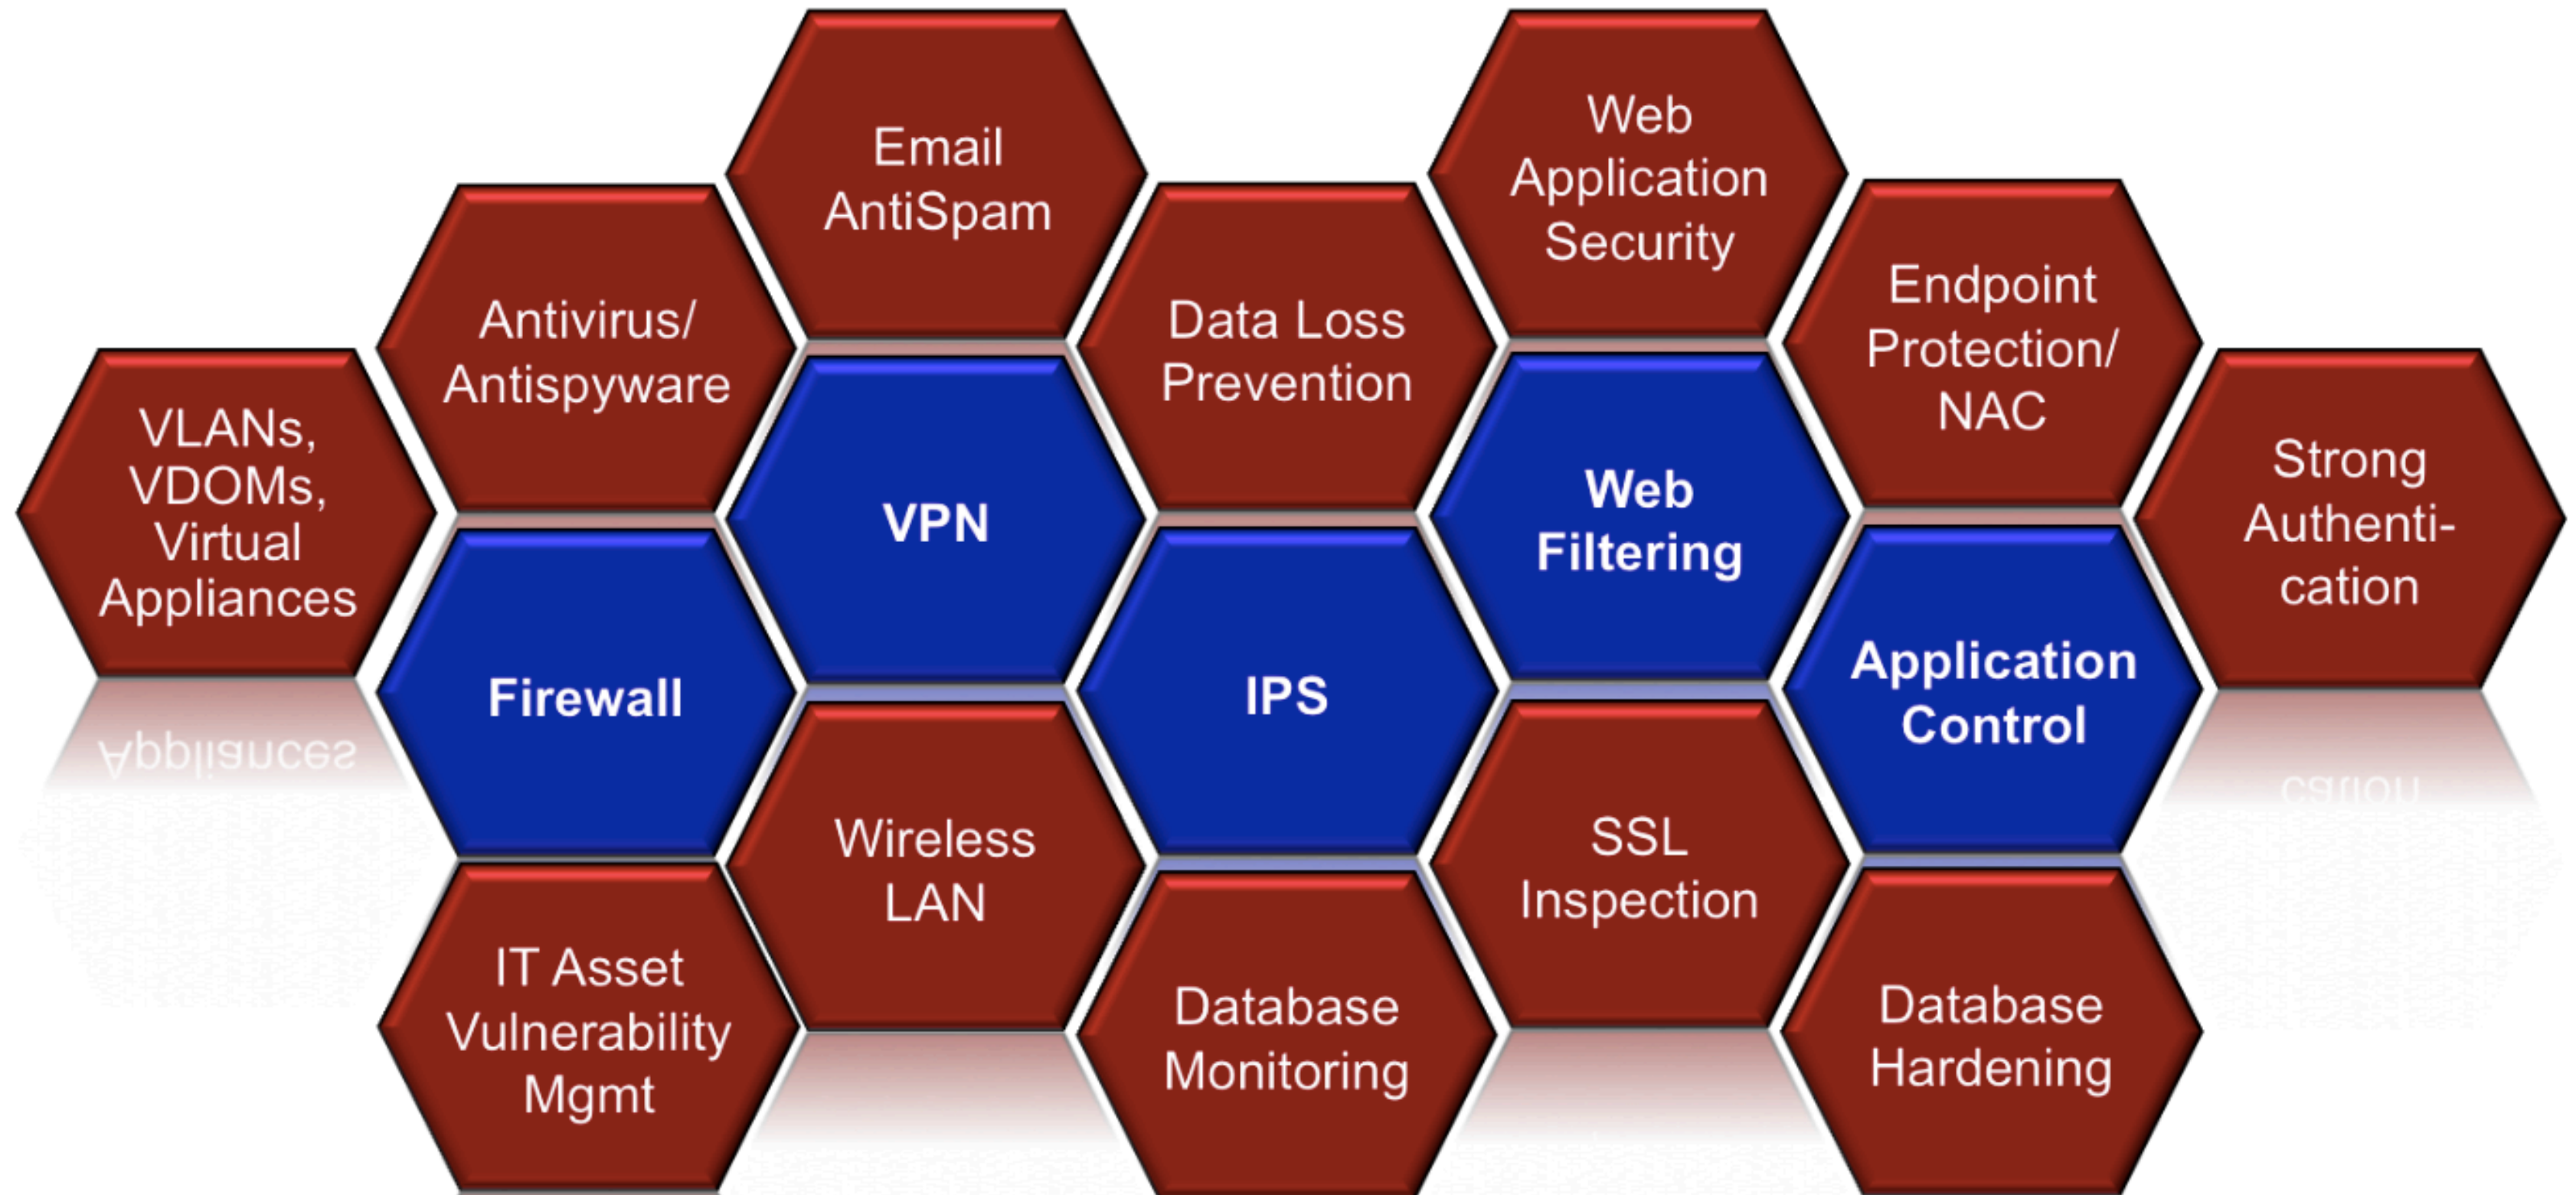 Email
AntiSpam
Web
Application
Security
Antivirus/
Antispyware
Data Loss
Prevention
Endpoint
Protection/
NAC
VLANs,
VDOMs,
Virtual
Appliances
VPN
Web
Filtering
Strong
Authenti-
cation
Firewall
IPS
Application
Control
Wireless
LAN
SSL
Inspection
IT Asset
Vulnerability
Mgmt
Database
Monitoring
Database
Hardening
Appliances
cation